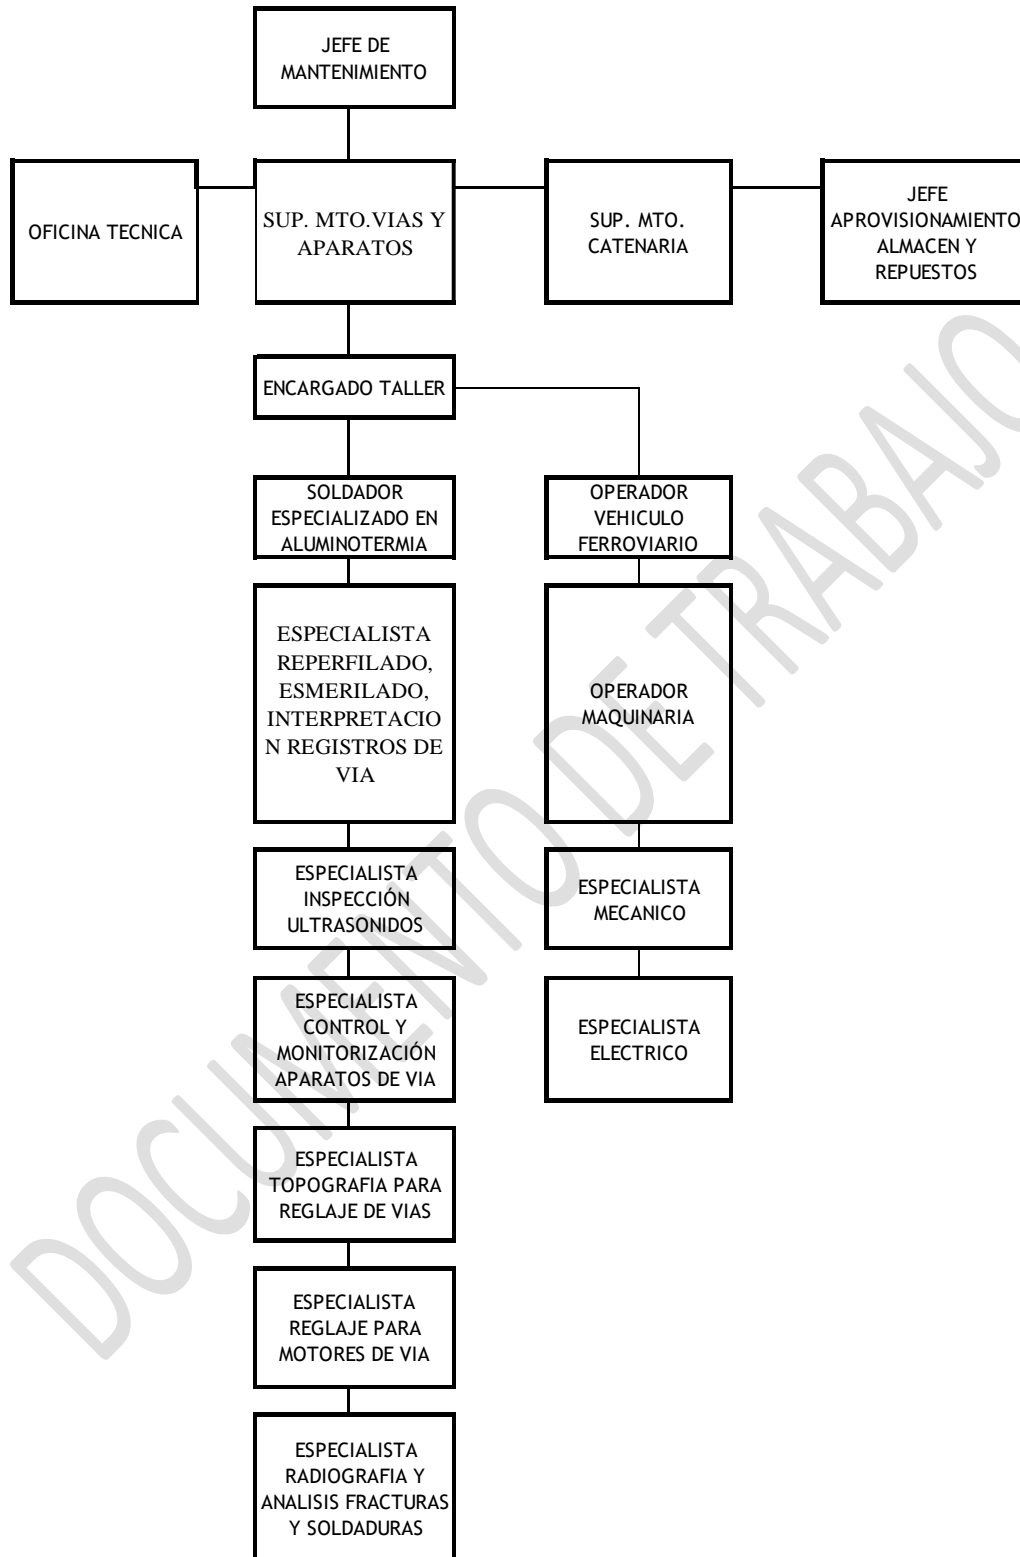 JEFE DE
MANTENIMIENTO
OFICINA TECNICA
SUP. MTO.VIAS Y
APARATOS
SUP. MTO.
CATENARIA
JEFE
APROVISIONAMIENTO
ALMACEN Y
REPUESTOS
ENCARGADO TALLER
SOLDADOR
ESPECIALIZADO EN
ALUMINOTERMIA
OPERADOR
VEHICULO
FERROVIARIO
ESPECIALISTA
REPERFILADO,
ESMERILADO,
INTERPRETACIO
N REGISTROS DE
VIA
OPERADOR
MAQUINARIA
ESPECIALISTA
INSPECCIÓN
ULTRASONIDOS
ESPECIALISTA
MECANICO
ESPECIALISTA
CONTROL Y
MONITORIZACIÓN
APARATOS DE VIA
ESPECIALISTA
ELECTRICO
ESPECIALISTA
TOPOGRAFIA PARA
REGLAJE DE VIAS
ESPECIALISTA
REGLAJE PARA
MOTORES DE VIA
ESPECIALISTA
RADIOGRAFIA Y
ANALISIS FRACTURAS
Y SOLDADURAS
DOCUMENTO DE TRABAJO